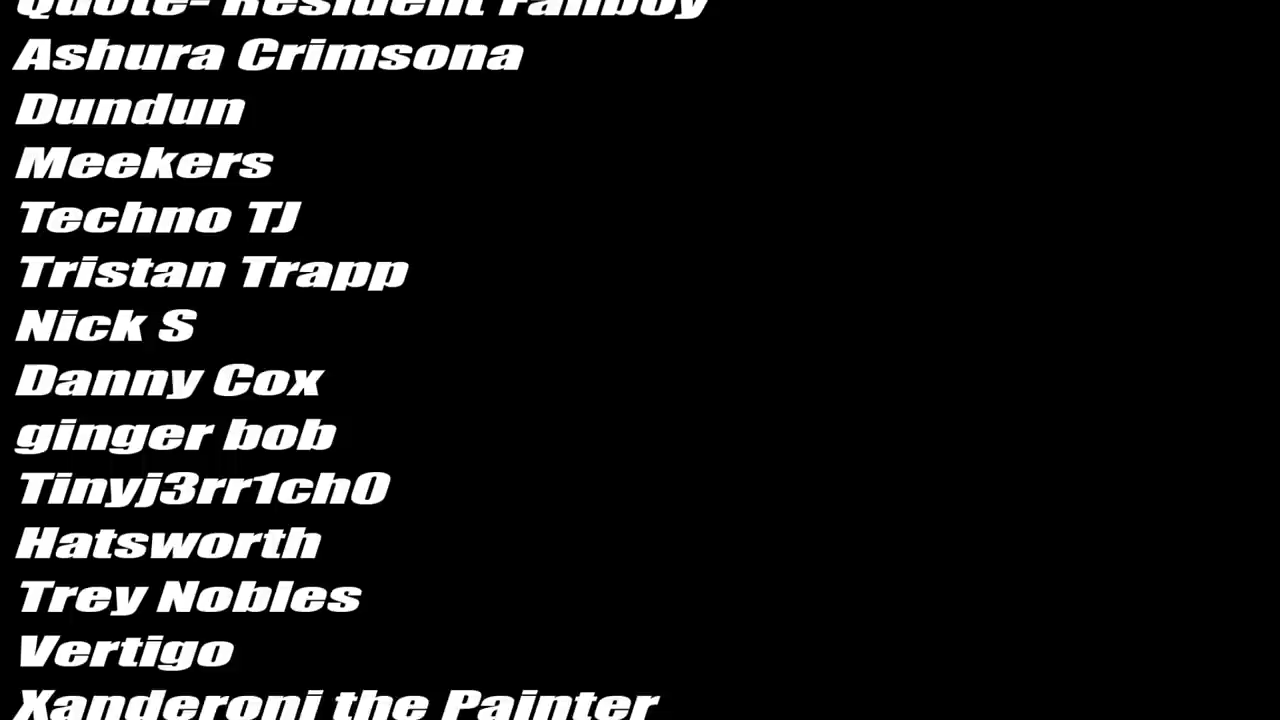 Quote- Resident Fanboy
Ashura Crimsona
Dundun
Meekers
Techno TJ
Tristan Trapp
Nick S
Danny Cox
ginger bob
Tinyj3rr1ch0
Hatsworth
Trey Nobles
Vertigo
Xanderoni the Painter